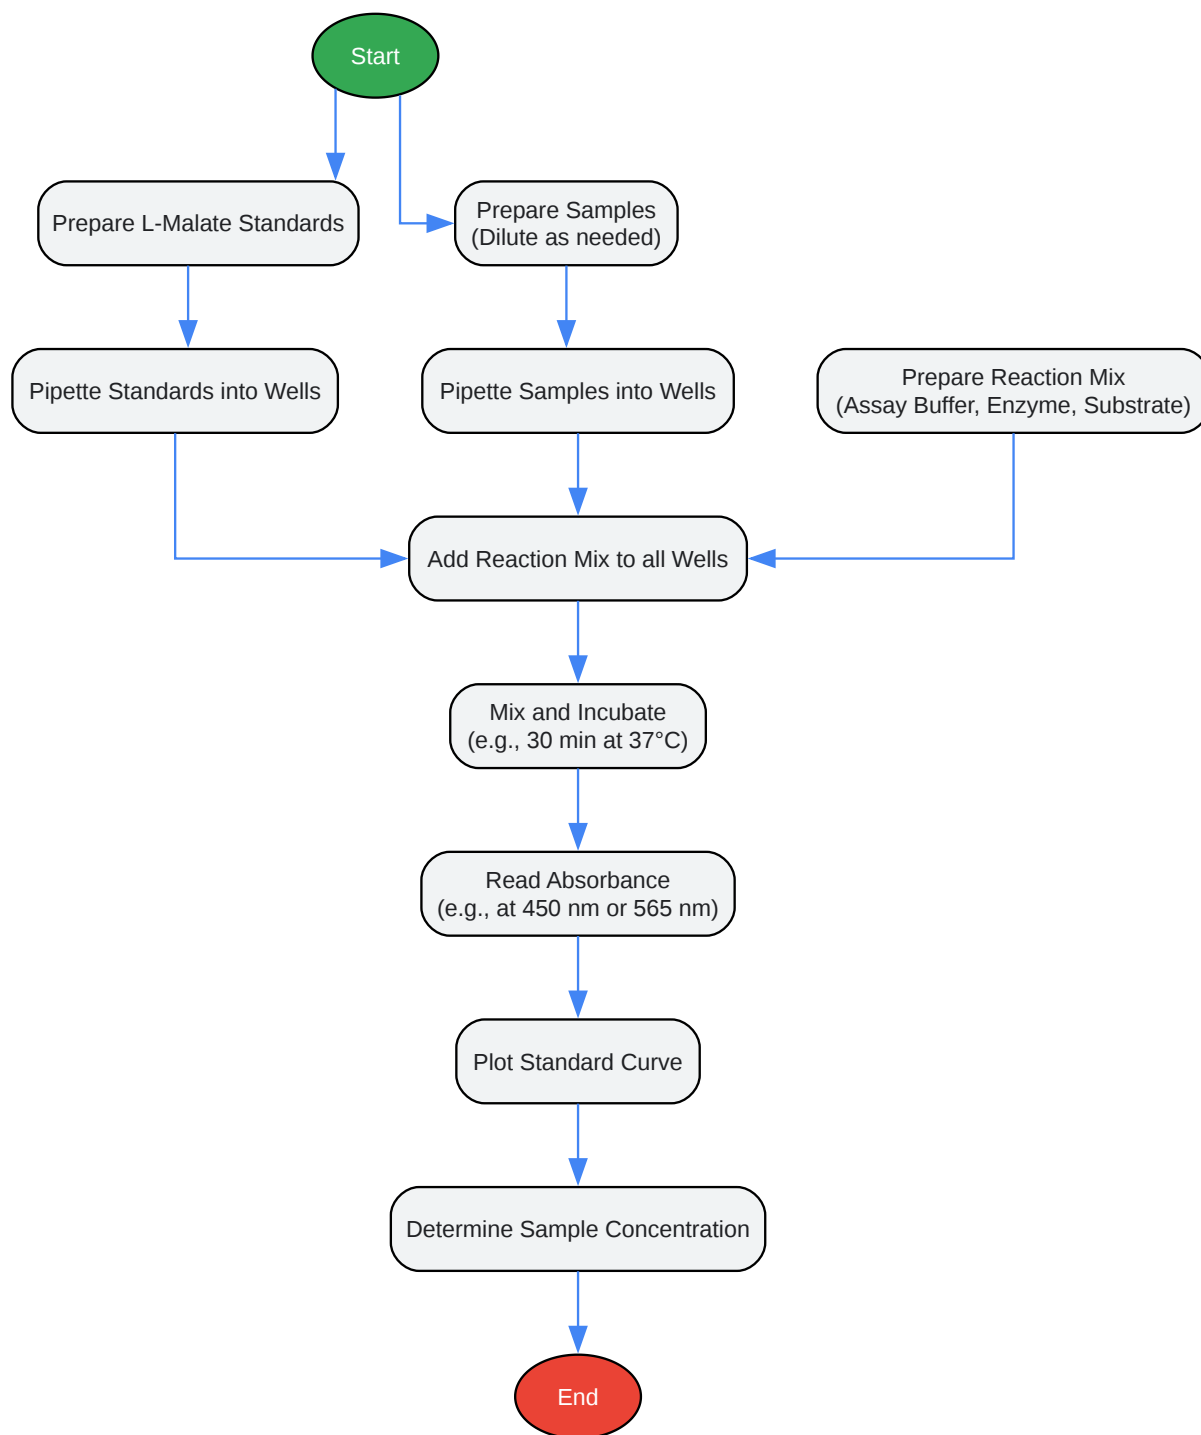 Start
Prepare L-Malate Standards
Prepare Samples
(Dilute as needed)
Pipette Standards into Wells
Pipette Samples into Wells
Prepare Reaction Mix
(Assay Buffer, Enzyme, Substrate)
Add Reaction Mix to all Wells
Mix and Incubate
(e.g., 30 min at 37°C)
Read Absorbance
(e.g., at 450 nm or 565 nm)
Plot Standard Curve
Determine Sample Concentration
End